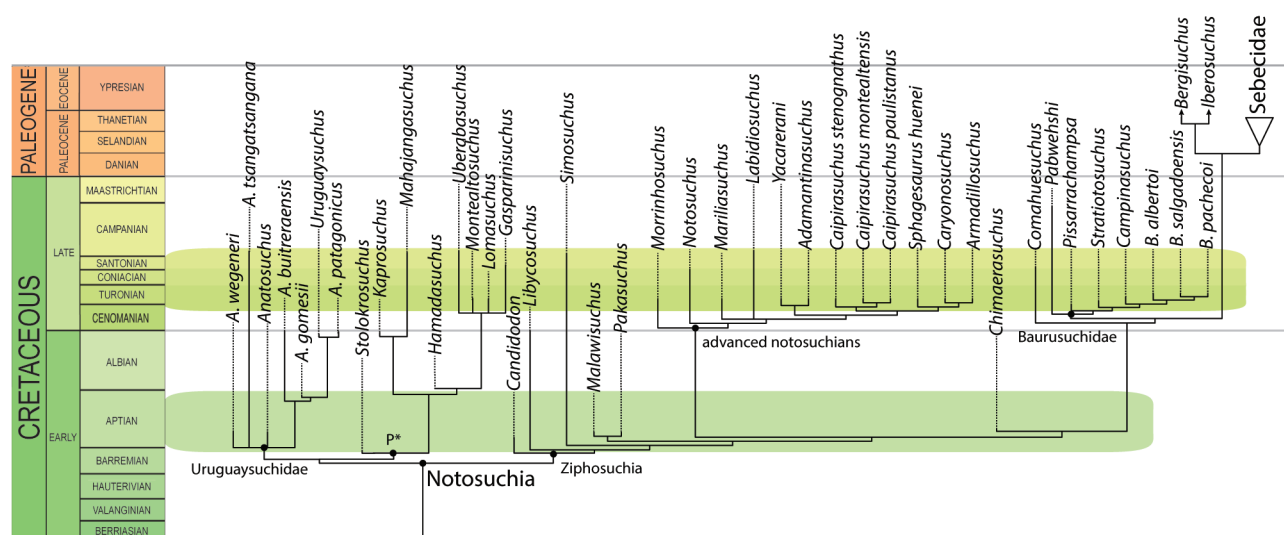 PALEOGENE
EOCENE
PALEOCENE
YPRESIAN
THANETIAN
SELANDIAN
DANIAN
CRETACEOUS
LATE
EARLY
MAASTRICHTIAN
CAMPANIAN
SANTONIAN
CONIACIAN
TURONIAN
CENOMANIAN
ALBIAN
APTIAN
BARREMIAN
HAUTERIVIAN
VALANGINIAN
BERRIASIAN
A. wegeneri
A. tsangatsangana
Anatosuchus
A. buitreraensis
A. gomesii
Uruguaysuchus
A. patagonicus
Stolokrosuchus
Kaprosuchus
Mahajangasuchus
Hamadasuchus
Uberabasuchus
Montealtosuchus
Lomasuchus
Gasparinisuchus
Candidodon
Libycosuchus
Simosuchus
Malawisuchus
Pakasuchus
Morrinhosuchus
Notosuchus
Mariliasuchus
Labidiosuchus
Yacarerani
Adamantinasuchus
Caipirasuchus stenognathus
Caipirasuchus montealtensis
Caipirasuchus paulistanus
Sphagesaurus huenei
Caryonosuchus
Armadillosuchus
Chimaerasuchus
Comahuesuchus
Pabwehshi
Pissarrachampsa
Stratiotosuchus
Campinasuchus
B. albertoi
B. salgadoensis
B. pachecoi
Bergisuchus
Iberosuchus
Sebecidae
advanced notosuchians
Baurusuchidae
P*
Uruguaysuchidae
Ziphosuchia
Notosuchia